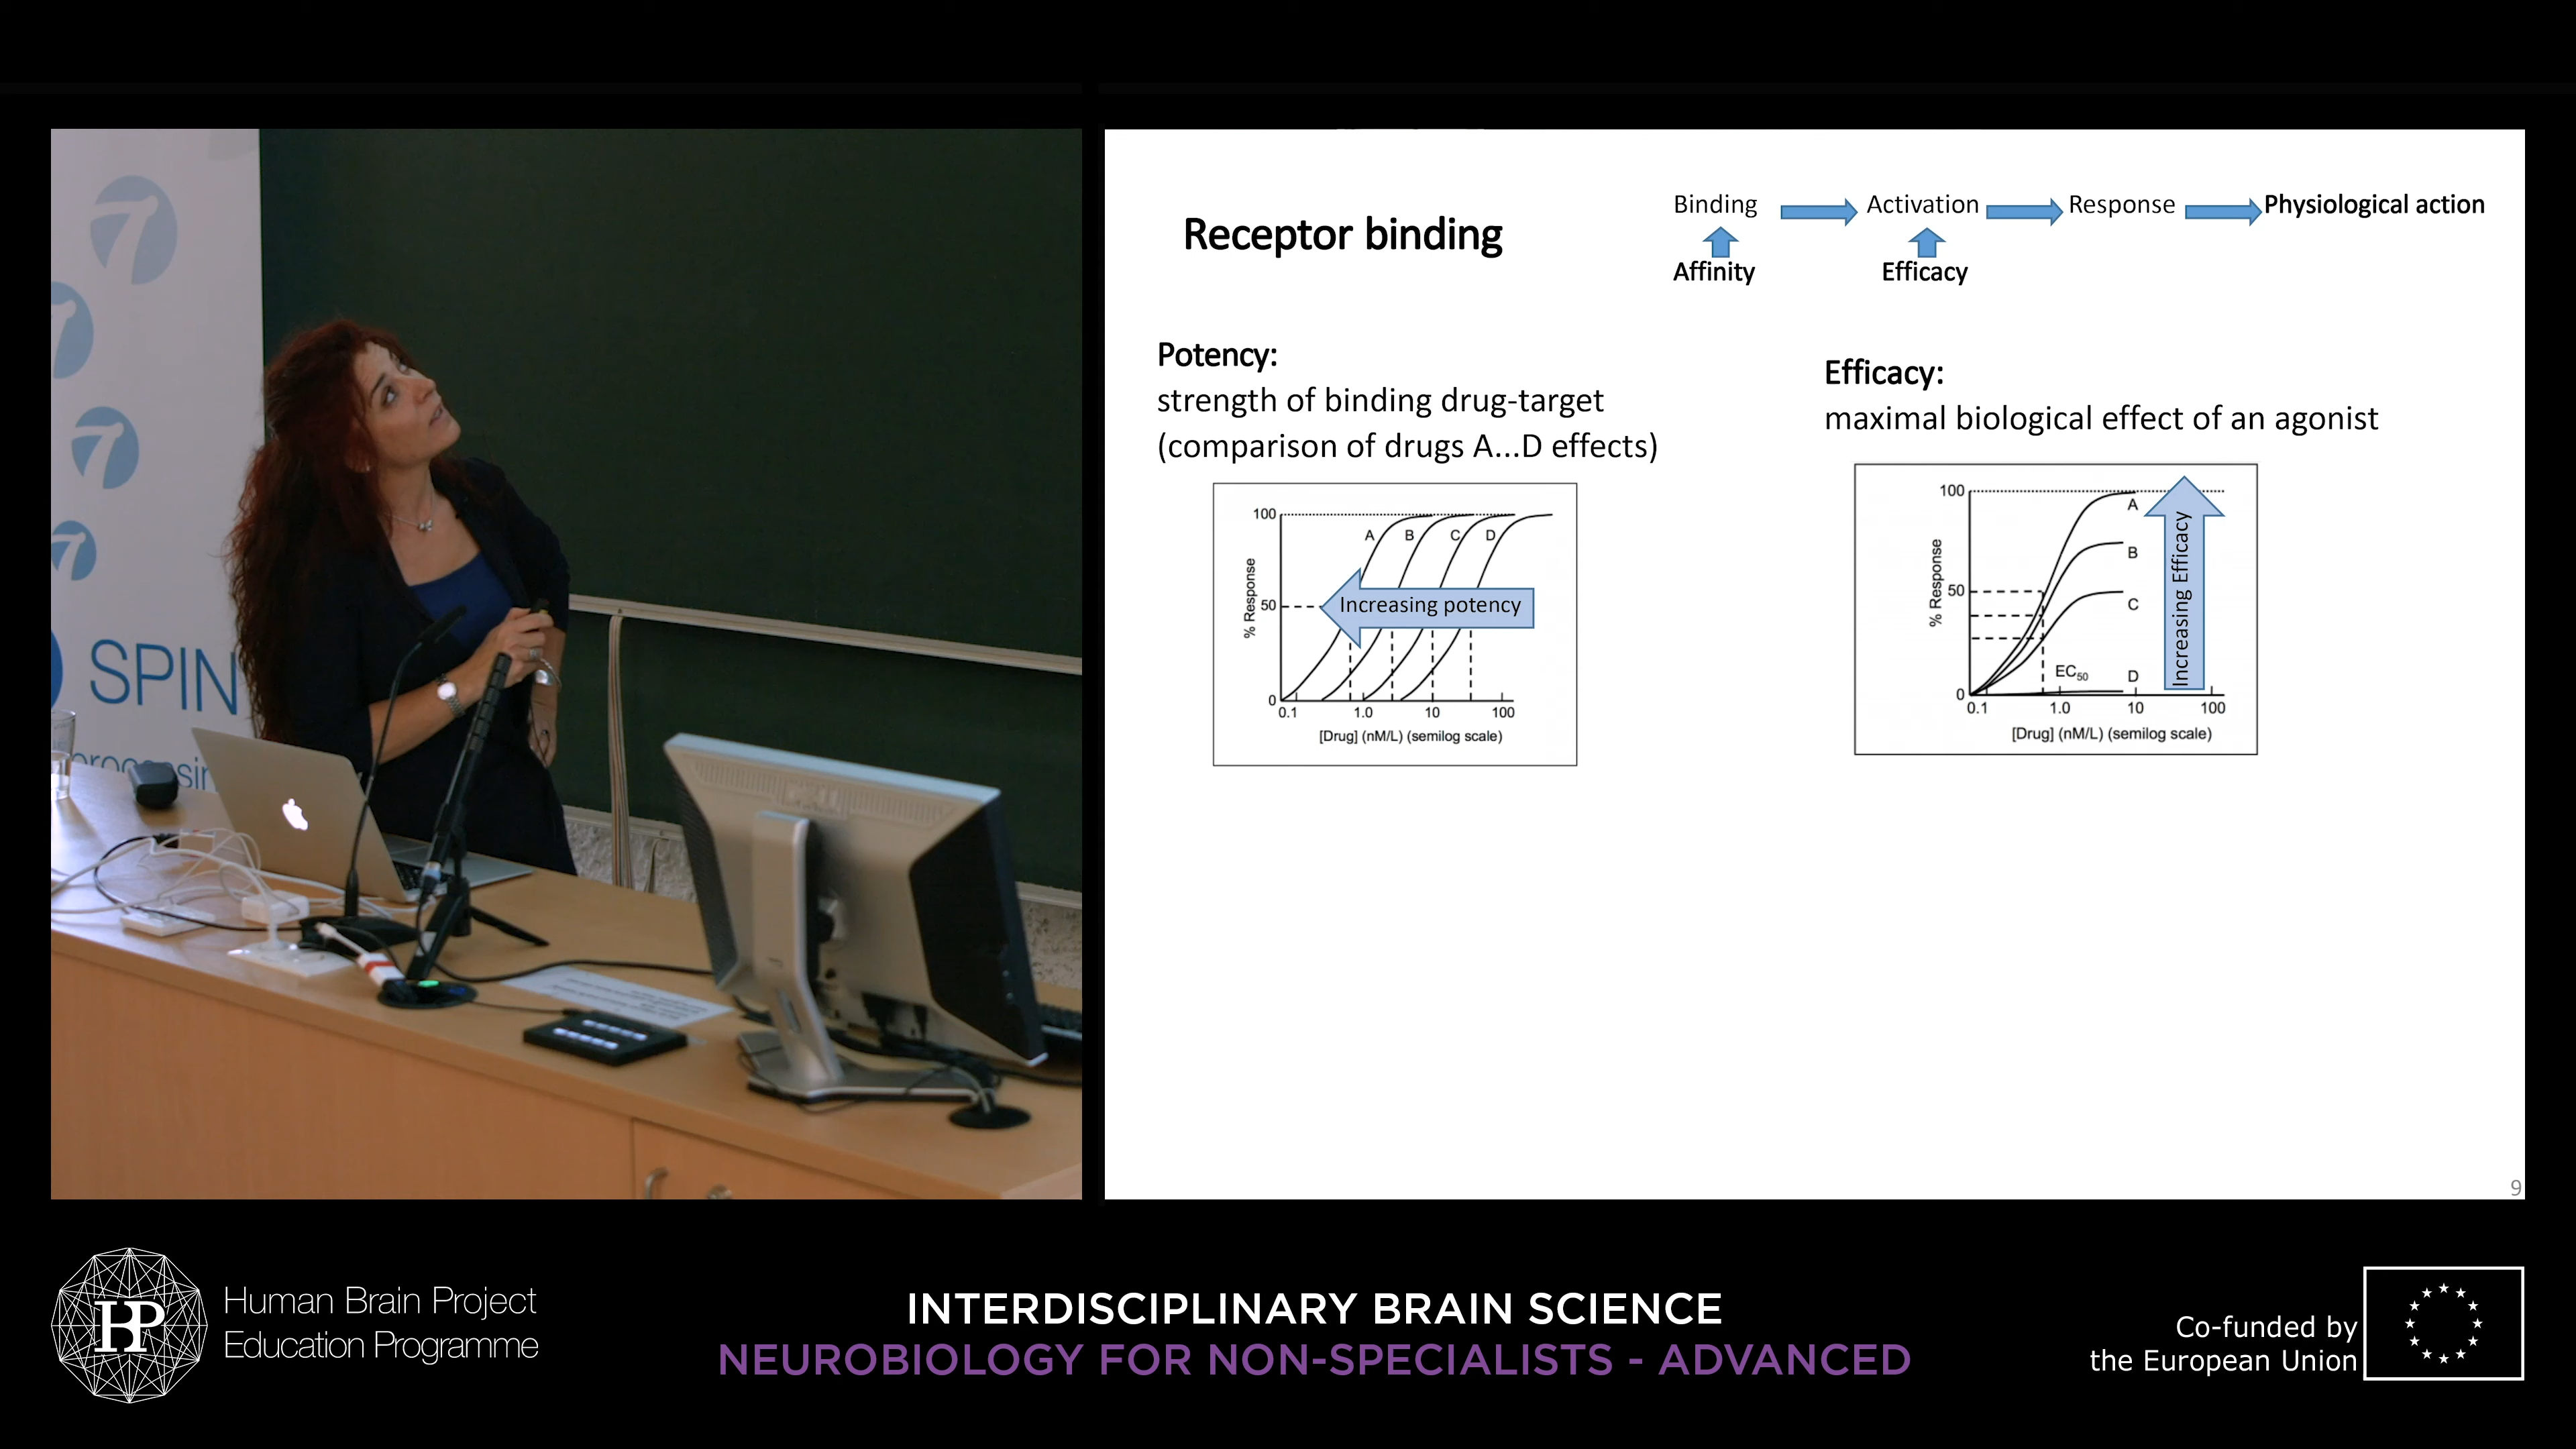 SPIN
Receptor binding
Binding
Activation
Response
Physiological action
Affinity
Efficacy
Potency:
strength of binding drug-target
(comparison of drugs A...D effects)
100
A
B
C
D
% Response
50
Increasing potency
0
0.1
1.0
10
100
[Drug] (nM/L) (semilog scale)
Efficacy:
maximal biological effect of an agonist
100
A
B
% Response
50
C
EC50
D
Increasing Efficacy
0
0.1
1.0
10
100
[Drug] (nM/L) (semilog scale)
9
HBP
Human Brain Project
Education Programme
INTERDISCIPLINARY BRAIN SCIENCE
NEUROBIOLOGY FOR NON-SPECIALISTS - ADVANCED
Co-funded by
the European Union